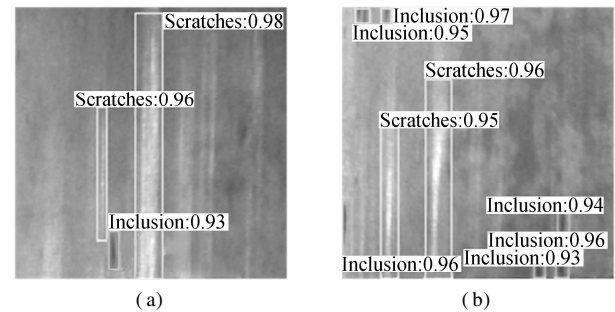 Scratches:0.98
Scratches:0.96
Inclusion:0.93
(a)
Inclusion:0.97
Inclusion:0.95
Scratches:0.96
Scratches:0.95
Inclusion:0.94
Inclusion:0.96
Inclusion:0.93
Inclusion:0.96
(b)